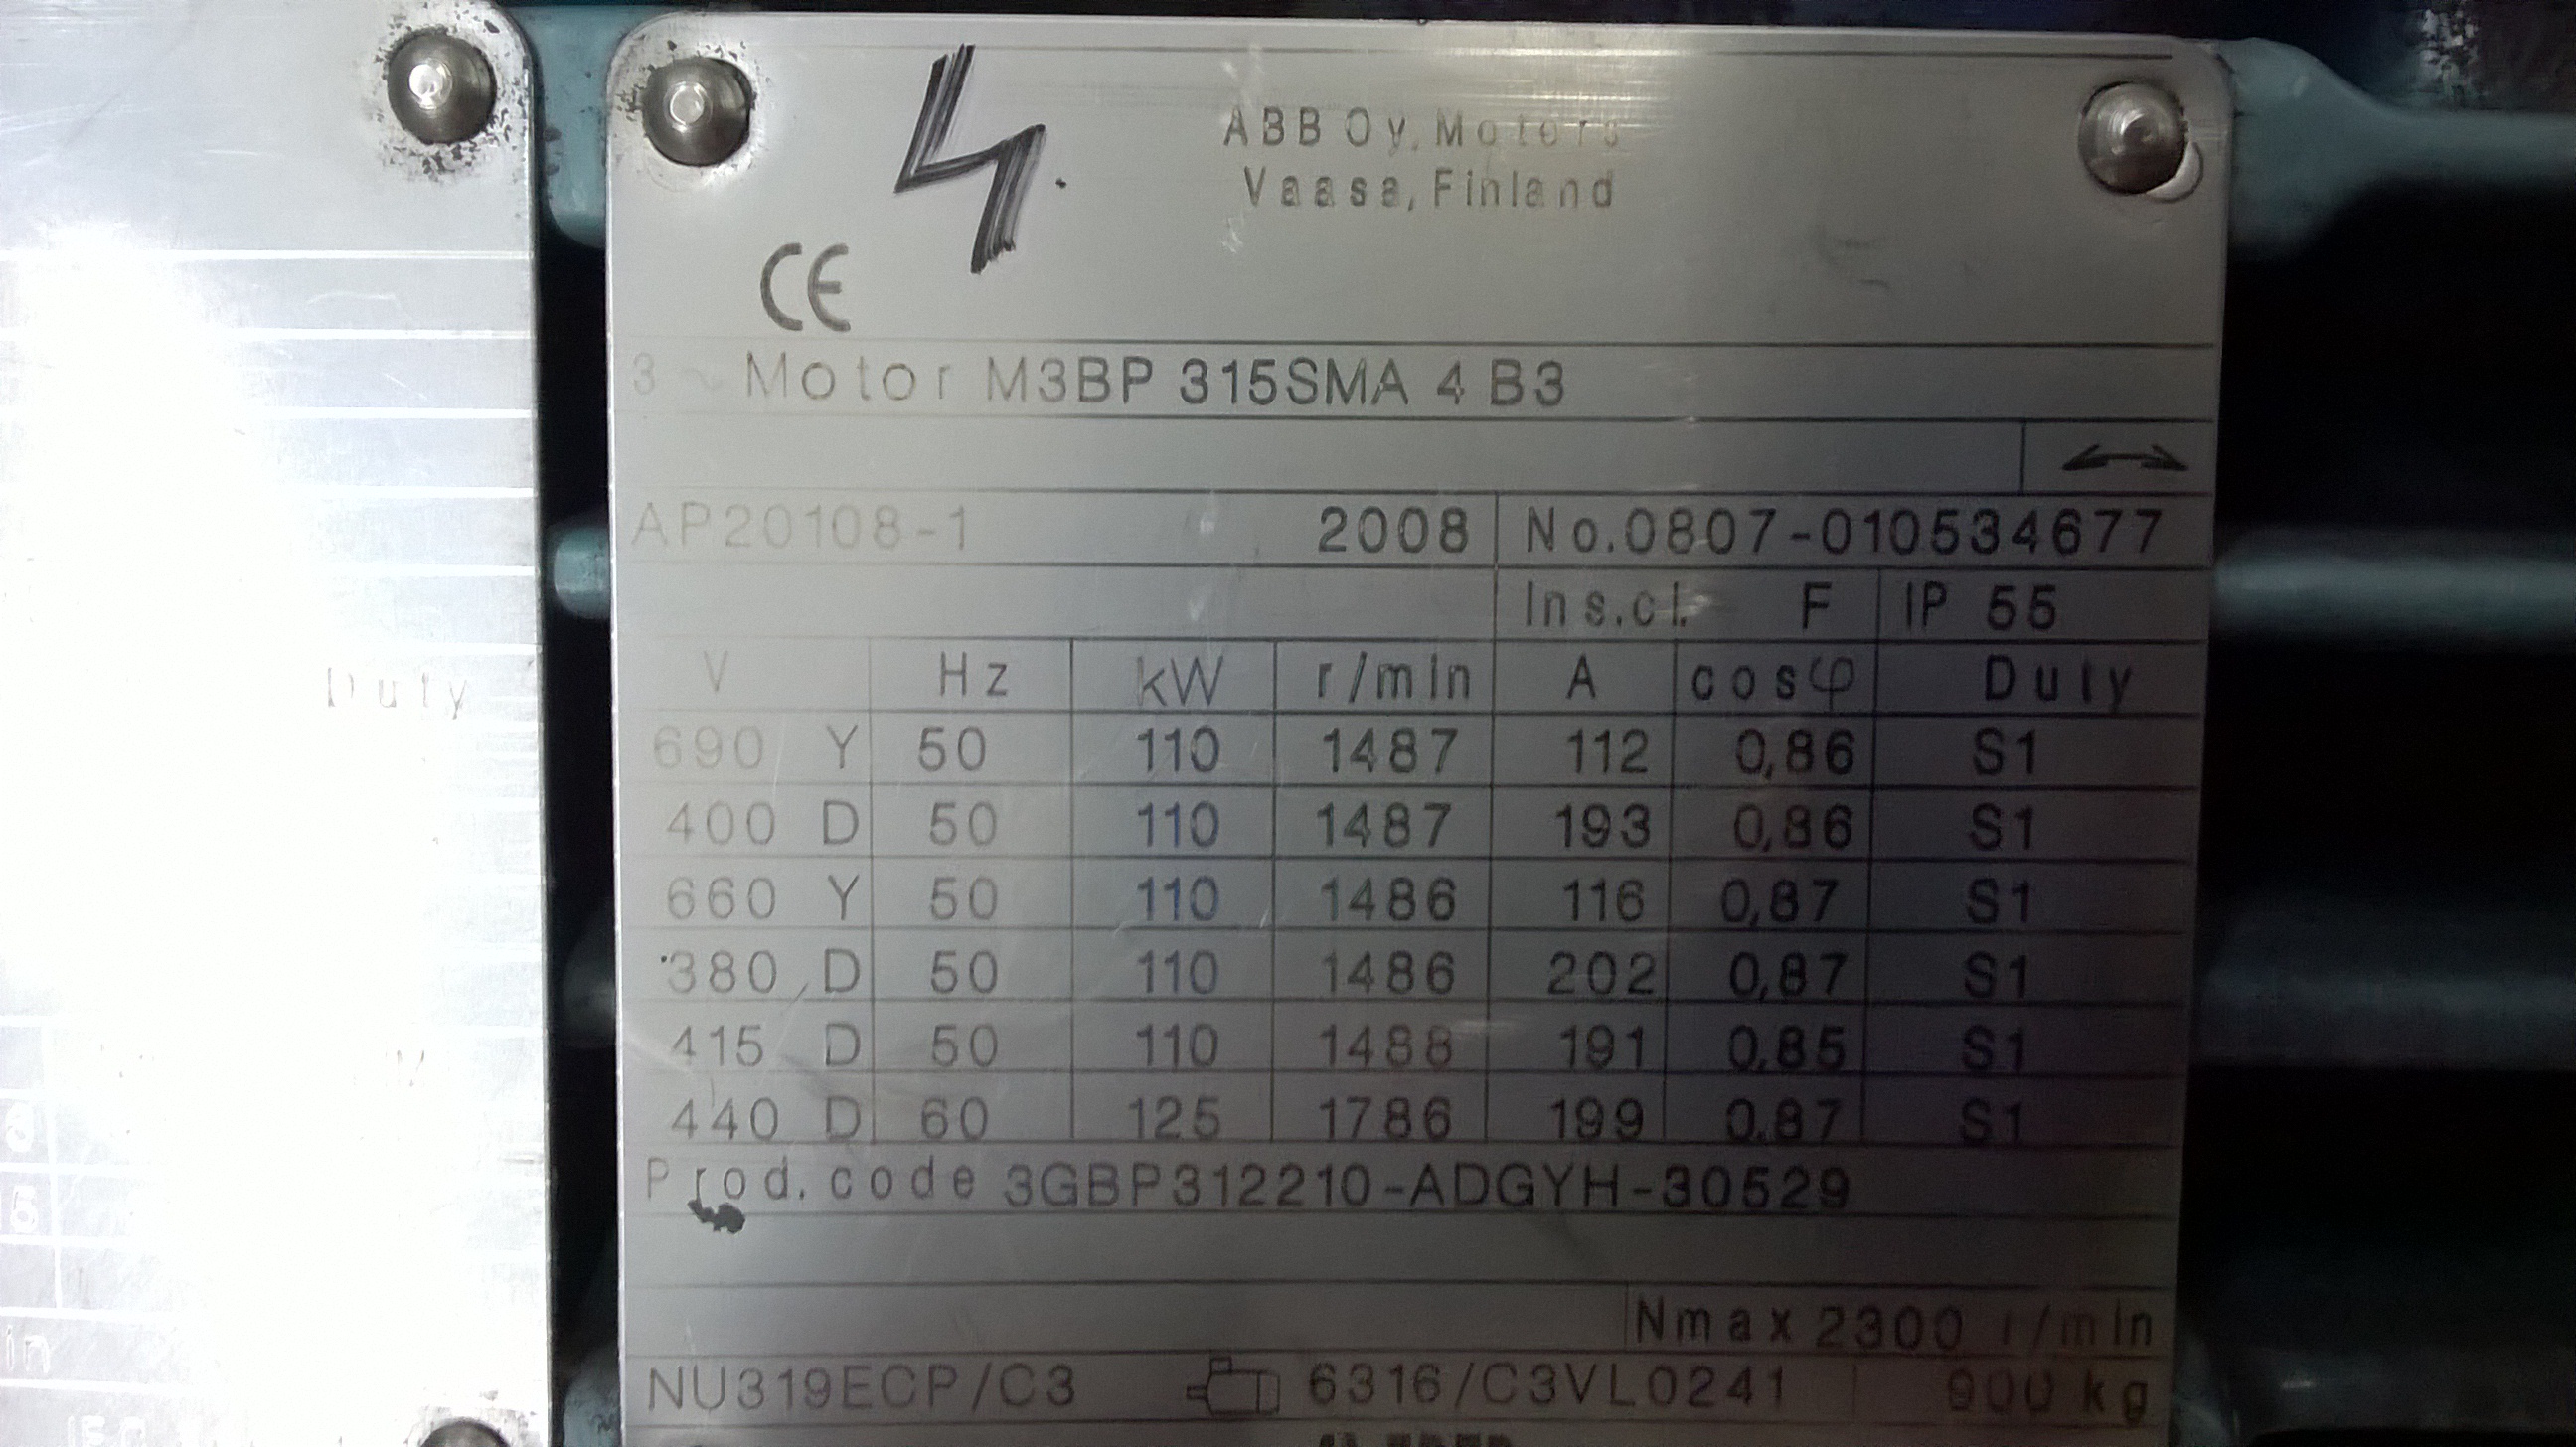 4.
ABB Oy, Motors
Vaasa, Finland
CE
3 ~ Motor M3BP 315SMA 4 B3
AP20108-1 2008 No.0807-010534677
Ins.cl. F IP 55
V Hz kW r/min A cosφ Duty
690 Y 50 110 1487 112 0,86 S1
400 D 50 110 1487 193 0,86 S1
660 Y 50 110 1486 116 0,87 S1
380 D 50 110 1486 202 0,87 S1
415 D 50 110 1488 191 0,85 S1
440 D 60 125 1786 199 0.87 S1
Prod. code 3GBP312210-ADGYH-30529
Nmax 2300 r/min
NU319ECP/C3 6316/C3VL0241 900 kg
Duty